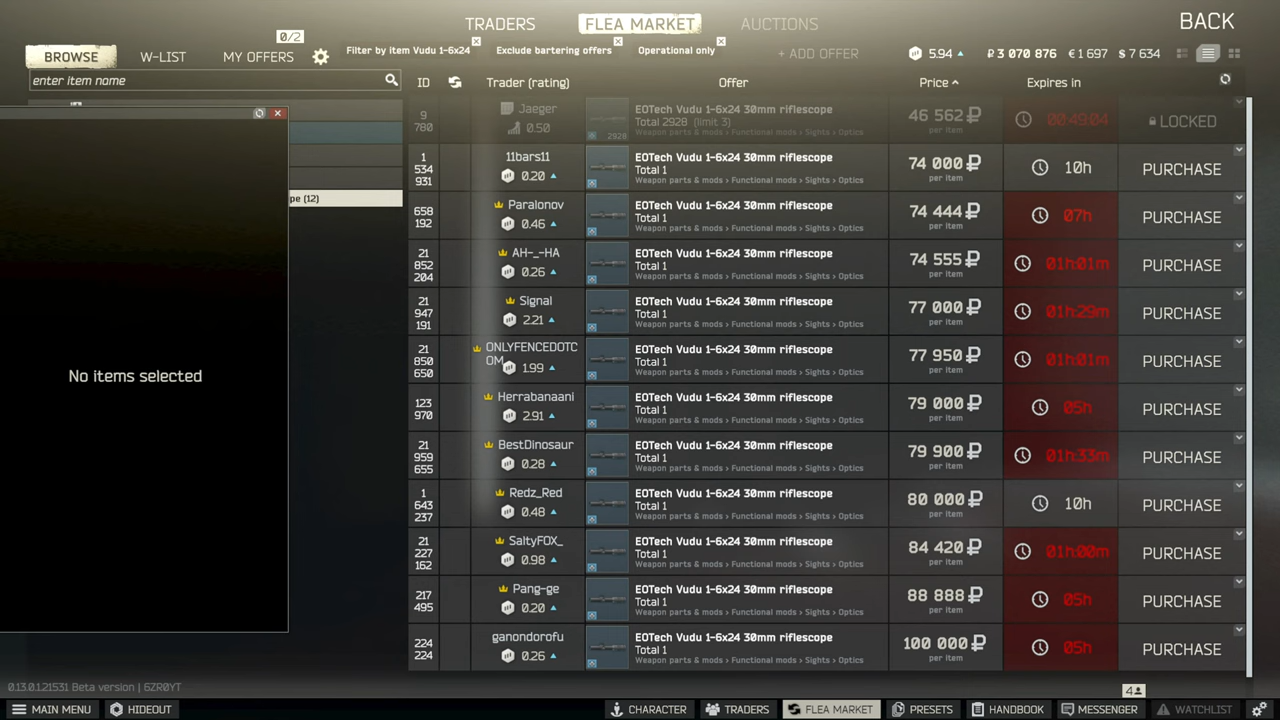 TRADERS FLEA MARKET AUCTIONS BACK
0/2
BROWSE W-LIST MY OFFERS Filter by item Vudu 1-6x24 Exclude bartering offers Operational only + ADD OFFER 5.94 ₽ 3 070 876 € 1 697 $ 7 634
enter item name
ID Trader (rating) Offer Price Expires in
9 780 Jaeger 0.50 2928 EOTech Vudu 1-6x24 30mm riflescope
Total 2928 (limit 3)
Weapon parts & mods > Functional mods > Sights > Optics
46 562 ₽ per item 00:49:04 LOCKED
1 534 931 11bars11 0.20 EOTech Vudu 1-6x24 30mm riflescope
Total 1
Weapon parts & mods > Functional mods > Sights > Optics
74 000 ₽ per item 10h PURCHASE
658 192 Paralonov 0.46 EOTech Vudu 1-6x24 30mm riflescope
Total 1
Weapon parts & mods > Functional mods > Sights > Optics
74 444 ₽ per item 07h PURCHASE
pe (12)
21 852 204 AH-_-HA 0.26 EOTech Vudu 1-6x24 30mm riflescope
Total 1
Weapon parts & mods > Functional mods > Sights > Optics
74 555 ₽ per item 01h:01m PURCHASE
21 947 191 Signal 2.21 EOTech Vudu 1-6x24 30mm riflescope
Total 1
Weapon parts & mods > Functional mods > Sights > Optics
77 000 ₽ per item 01h:29m PURCHASE
21 850 650 ONLYFENCEDOTCOM 1.99 EOTech Vudu 1-6x24 30mm riflescope
Total 1
Weapon parts & mods > Functional mods > Sights > Optics
77 950 ₽ per item 01h:01m PURCHASE
No items selected
123 970 Herrabanaani 2.91 EOTech Vudu 1-6x24 30mm riflescope
Total 1
Weapon parts & mods > Functional mods > Sights > Optics
79 000 ₽ per item 05h PURCHASE
21 959 655 BestDinosaur 0.28 EOTech Vudu 1-6x24 30mm riflescope
Total 1
Weapon parts & mods > Functional mods > Sights > Optics
79 900 ₽ per item 01h:33m PURCHASE
1 643 237 Redz_Red 0.48 EOTech Vudu 1-6x24 30mm riflescope
Total 1
Weapon parts & mods > Functional mods > Sights > Optics
80 000 ₽ per item 10h PURCHASE
21 227 162 SaltyFOX_ 0.98 EOTech Vudu 1-6x24 30mm riflescope
Total 1
Weapon parts & mods > Functional mods > Sights > Optics
84 420 ₽ per item 01h:00m PURCHASE
217 495 Pang-ge 0.20 EOTech Vudu 1-6x24 30mm riflescope
Total 1
Weapon parts & mods > Functional mods > Sights > Optics
88 888 ₽ per item 05h PURCHASE
224 224 ganondorofu 0.26 EOTech Vudu 1-6x24 30mm riflescope
Total 1
Weapon parts & mods > Functional mods > Sights > Optics
100 000 ₽ per item 05h PURCHASE
0.13.0.1.21531 Beta version | 6ZR0YT
4
MAIN MENU HIDEOUT CHARACTER TRADERS FLEA MARKET PRESETS HANDBOOK MESSENGER WATCHLIST